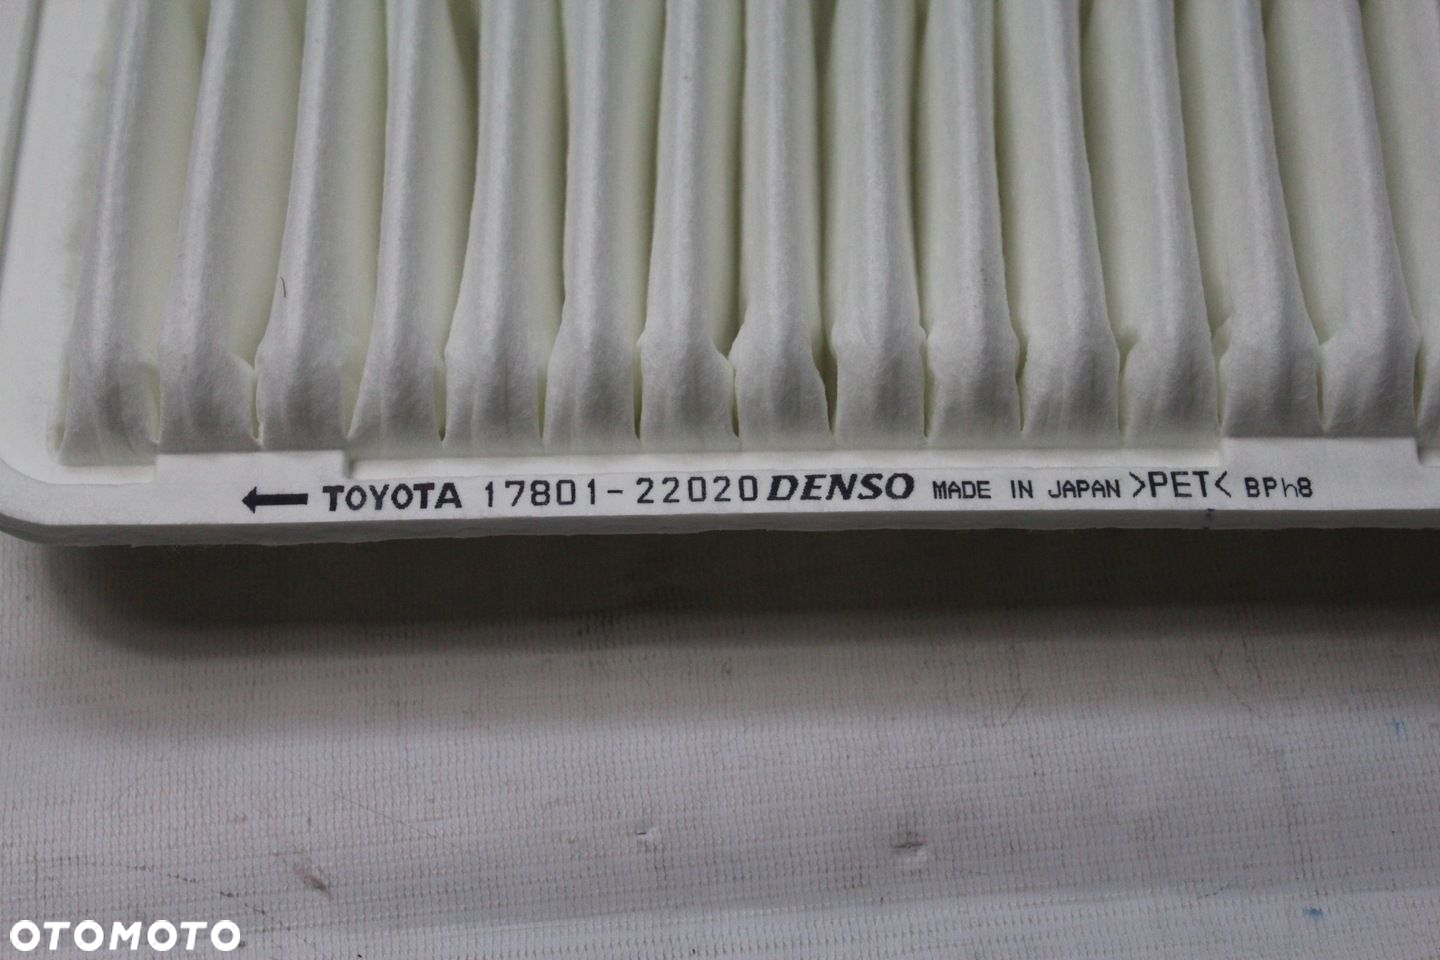 ← TOYOTA 17801-22020 DENSO MADE IN JAPAN >PET< BPh8
OTOMOTO